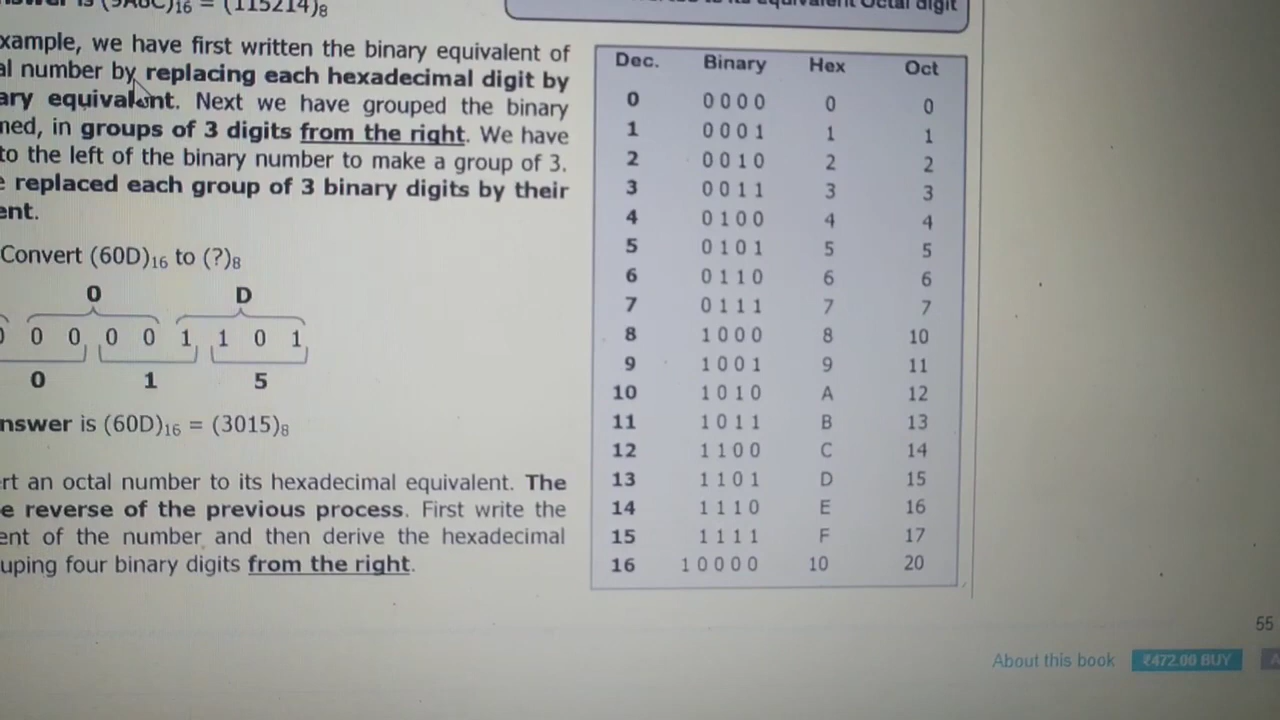 (9ABC)16 = (115214)8
equivalent Octal digit
xample, we have first written the binary equivalent of
al number by replacing each hexadecimal digit by
ary equivalent. Next we have grouped the binary
med, in groups of 3 digits from the right. We have
to the left of the binary number to make a group of 3.
e replaced each group of 3 binary digits by their
ent.
Convert (60D)16 to (?)8
0 D
0 0 0 0 0 1 1 0 1
0 1 5
nswer is (60D)16 = (3015)8
rt an octal number to its hexadecimal equivalent. The
e reverse of the previous process. First write the
ent of the number and then derive the hexadecimal
uping four binary digits from the right.
Dec. Binary Hex Oct
0 0000 0 0
1 0001 1 1
2 0010 2 2
3 0011 3 3
4 0100 4 4
5 0101 5 5
6 0110 6 6
7 0111 7 7
8 1000 8 10
9 1001 9 11
10 1010 A 12
11 1011 B 13
12 1100 C 14
13 1101 D 15
14 1110 E 16
15 1111 F 17
16 10000 10 20
55
About this book ₹472.00 BUY